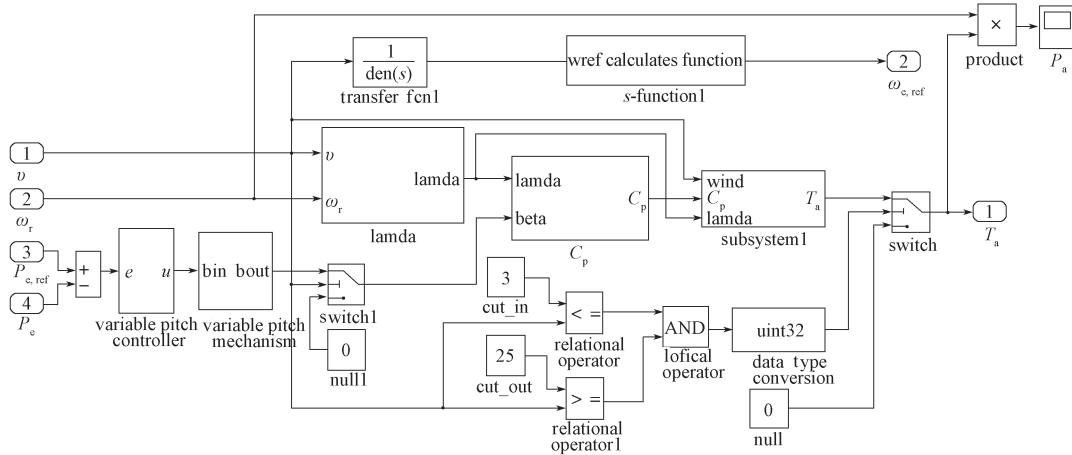 ×
product
P_a
1
den(s)
transfer fcn1
wref calculates function
s-function1
2
ω_e, ref
1
υ
2
ω_r
3
P_e, ref
4
P_e
υ
ω_r
lamda
lamda
lamda
beta
C_p
C_p
wind
C_p
lamda
T_a
subsystem1
switch
1
T_a
+
−
e
u
variable pitch
controller
bin bout
variable pitch
mechanism
switch1
0
null1
3
cut_in
25
cut_out
< =
relational
operator
> =
relational
operator1
AND
lofical
operator
uint32
data type
conversion
0
null